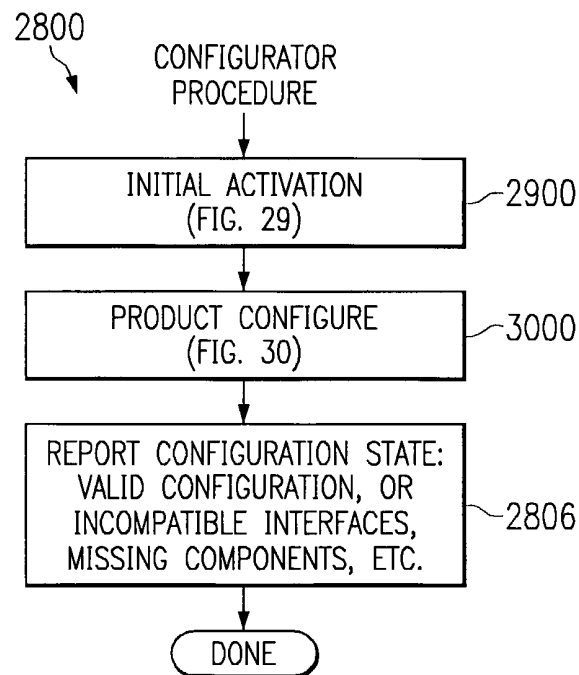 2800
CONFIGURATOR
PROCEDURE
INITIAL ACTIVATION
(FIG. 29)
2900
PRODUCT CONFIGURE
(FIG. 30)
3000
REPORT CONFIGURATION STATE:
VALID CONFIGURATION, OR
INCOMPATIBLE INTERFACES,
MISSING COMPONENTS, ETC.
2806
DONE